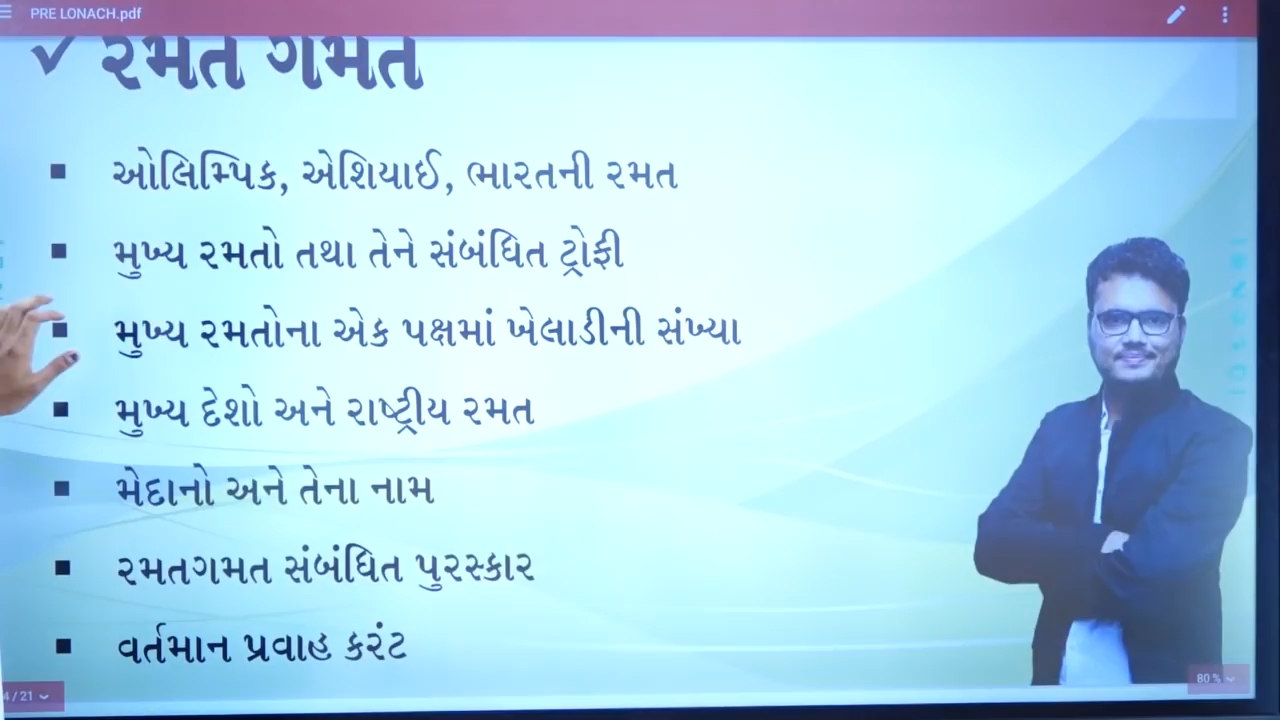 PRE LONACH.pdf
✓ રમત ગમત
▪ ઓલિમ્પિક, એશિયાઈ, ભારતની રમત
▪ મુખ્ય રમતો તથા તેને સંબંધિત ટ્રોફી
▪ મુખ્ય રમતોના એક પક્ષમાં ખેલાડીની સંખ્યા
▪ મુખ્ય દેશો અને રાષ્ટ્રીય રમત
▪ મેદાનો અને તેના નામ
▪ રમતગમત સંબંધિત પુરસ્કાર
▪ વર્તમાન પ્રવાહ કરંટ
4 / 21
80 %